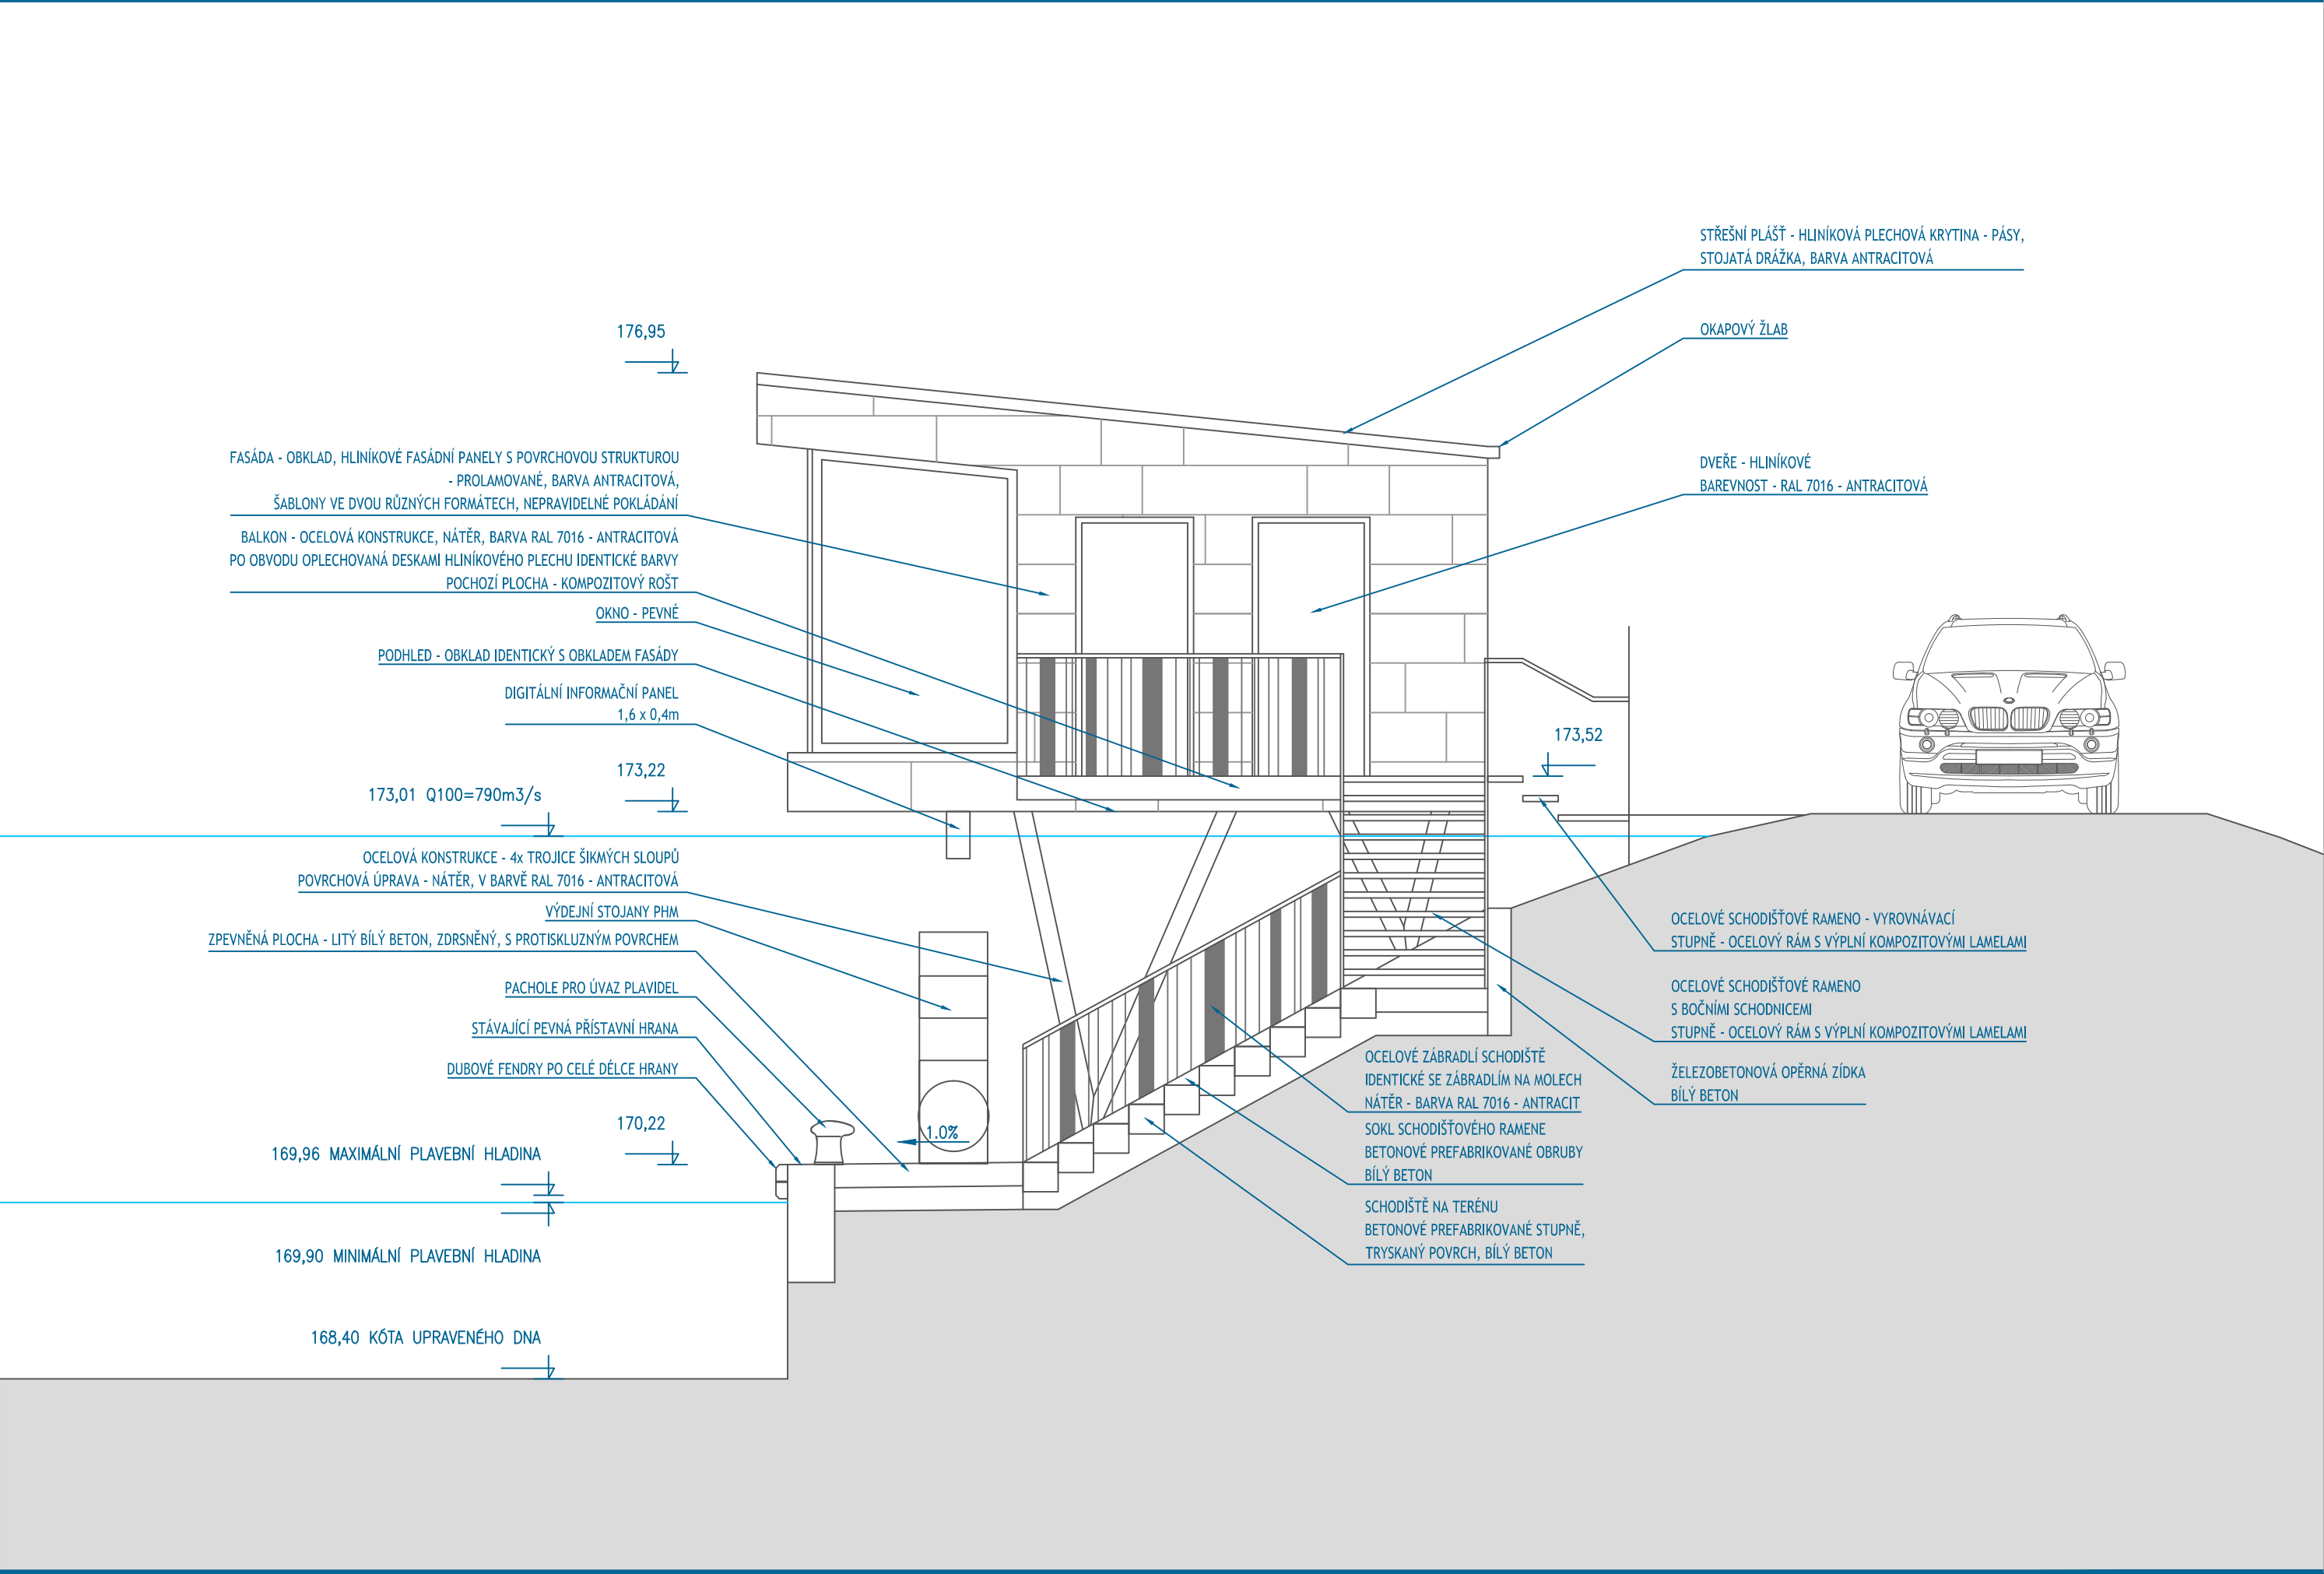 STŘEŠNÍ PLÁŠŤ - HLINÍKOVÁ PLECHOVÁ KRYTINA - PÁSY,
STOJATÁ DRÁŽKA, BARVA ANTRACITOVÁ
OKAPOVÝ ŽLAB
176,95
FASÁDA - OBKLAD, HLINÍKOVÉ FASÁDNÍ PANELY S POVRCHOVOU STRUKTUROU
- PROLAMOVANÉ, BARVA ANTRACITOVÁ,
ŠABLONY VE DVOU RŮZNÝCH FORMÁTECH, NEPRAVIDELNÉ POKLÁDÁNÍ
DVEŘE - HLINÍKOVÉ
BAREVNOST - RAL 7016 - ANTRACITOVÁ
BALKON - OCELOVÁ KONSTRUKCE, NÁTĚR, BARVA RAL 7016 - ANTRACITOVÁ
PO OBVODU OPLECHOVANÁ DESKAMI HLINÍKOVÉHO PLECHU IDENTICKÉ BARVY
POCHOZÍ PLOCHA - KOMPOZITOVÝ ROŠT
OKNO - PEVNÉ
PODHLED - OBKLAD IDENTICKÝ S OBKLADEM FASÁDY
DIGITÁLNÍ INFORMAČNÍ PANEL
1,6 x 0,4m
173,52
173,22
173,01 Q100=790m3/s
OCELOVÁ KONSTRUKCE - 4x TROJICE ŠIKMÝCH SLOUPŮ
POVRCHOVÁ ÚPRAVA - NÁTĚR, V BARVĚ RAL 7016 - ANTRACITOVÁ
VÝDEJNÍ STOJANY PHM
ZPEVNĚNÁ PLOCHA - LITÝ BÍLÝ BETON, ZDRSNĚNÝ, S PROTISKLUZNÝM POVRCHEM
PACHOLE PRO ÚVAZ PLAVIDEL
STÁVAJÍCÍ PEVNÁ PŘÍSTAVNÍ HRANA
DUBOVÉ FENDRY PO CELÉ DÉLCE HRANY
OCELOVÉ SCHODIŠŤOVÉ RAMENO - VYROVNÁVACÍ
STUPNĚ - OCELOVÝ RÁM S VÝPLNÍ KOMPOZITOVÝMI LAMELAMI
OCELOVÉ SCHODIŠŤOVÉ RAMENO
S BOČNÍMI SCHODNICEMI
STUPNĚ - OCELOVÝ RÁM S VÝPLNÍ KOMPOZITOVÝMI LAMELAMI
ŽELEZOBETONOVÁ OPĚRNÁ ZÍDKA
BÍLÝ BETON
OCELOVÉ ZÁBRADLÍ SCHODIŠTĚ
IDENTICKÉ SE ZÁBRADLÍM NA MOLECH
NÁTĚR - BARVA RAL 7016 - ANTRACIT
SOKL SCHODIŠŤOVÉHO RAMENE
BETONOVÉ PREFABRIKOVANÉ OBRUBY
BÍLÝ BETON
SCHODIŠTĚ NA TERÉNU
BETONOVÉ PREFABRIKOVANÉ STUPNĚ,
TRYSKANÝ POVRCH, BÍLÝ BETON
170,22
1.0%
169,96 MAXIMÁLNÍ PLAVEBNÍ HLADINA
169,90 MINIMÁLNÍ PLAVEBNÍ HLADINA
168,40 KÓTA UPRAVENÉHO DNA